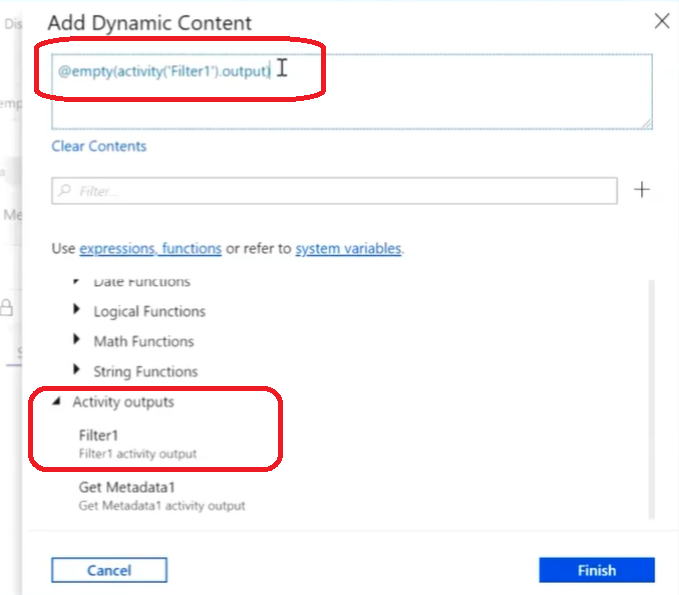 Dis
Add Dynamic Content
@empty(activity('Filter1').output)
emp
Clear Contents
a
Filter...
Me
Use expressions, functions or refer to system variables.
Date Functions
Logical Functions
Math Functions
S
String Functions
Activity outputs
Filter1
Filter1 activity output
Get Metadata1
Get Metadata1 activity output
Cancel
Finish